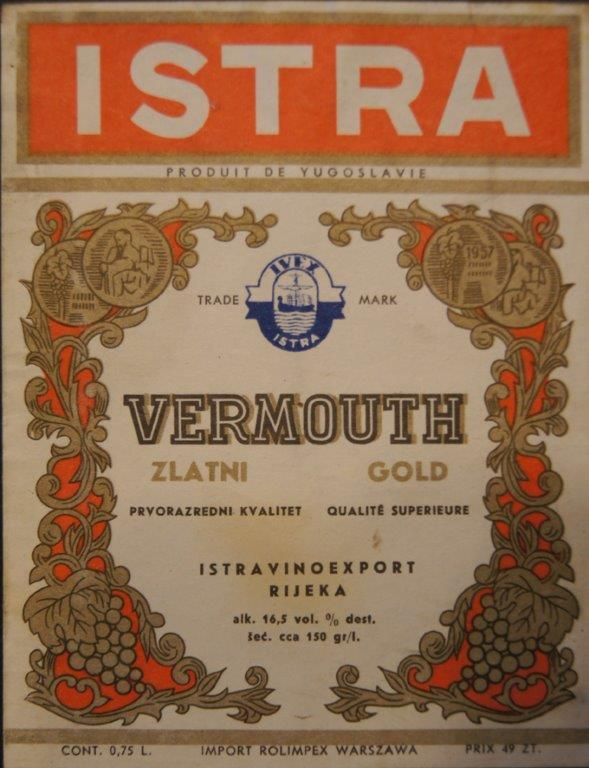 ISTRA
PRODUIT DE YUGOSLAVIE
1957
TRADE IVEX MARK
ISTRA
VERMOUTH
ZLATNI GOLD
PRVORAZREDNI KVALITET QUALITÉ SUPERIEURE
ISTRAVINOEXPORT
RIJEKA
alk. 16,5 vol. % dest.
šeć. cca 150 gr/l.
CONT. 0,75 L. IMPORT ROLIMPEX WARSZAWA PRIX 49 ZT.